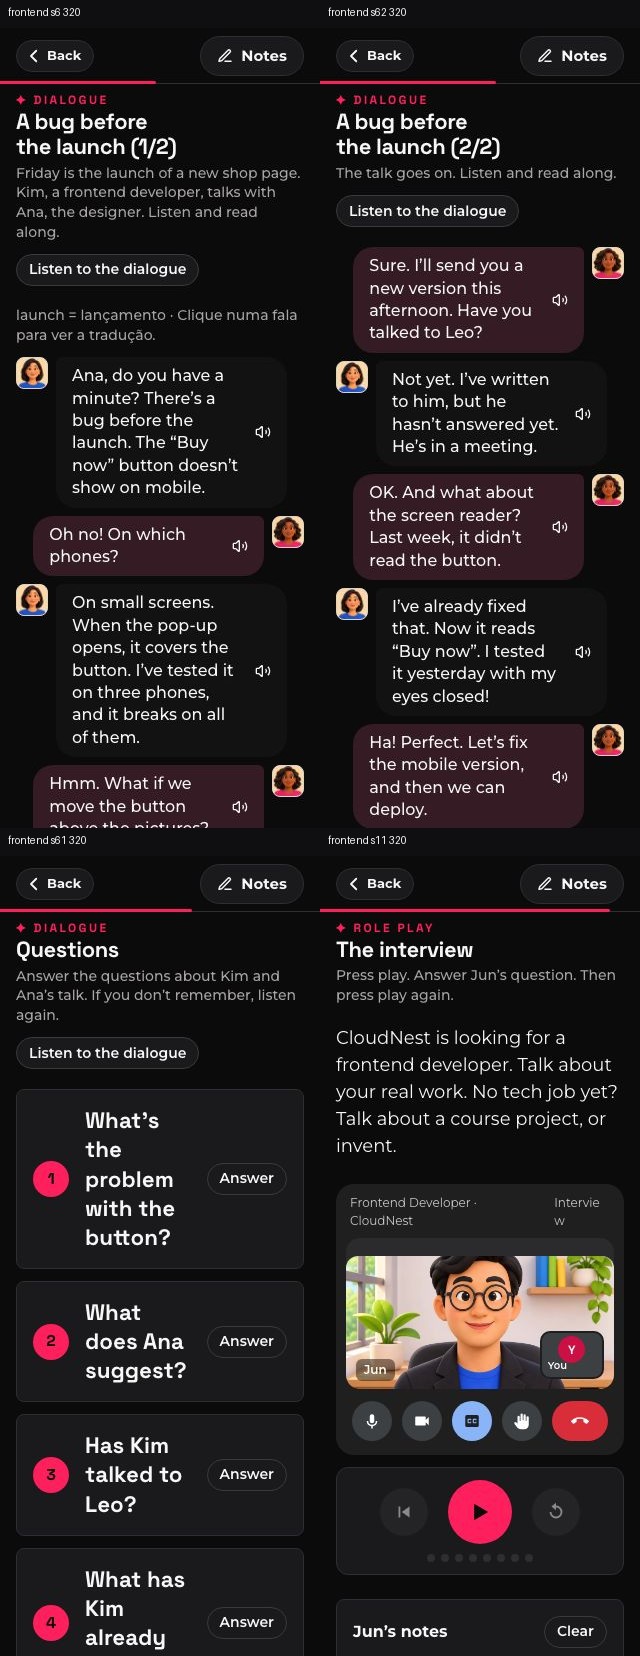 frontend s6 320
Back
Notes
DIALOGUE
A bug before
the launch (1/2)
Friday is the launch of a new shop page.
Kim, a frontend developer, talks with
Ana, the designer. Listen and read
along.
Listen to the dialogue
launch = lançamento · Clique numa fala
para ver a tradução.
Ana, do you have a
minute? There’s a
bug before the
launch. The “Buy
now” button doesn’t
show on mobile.
Oh no! On which
phones?
On small screens.
When the pop-up
opens, it covers the
button. I’ve tested it
on three phones,
and it breaks on all
of them.
Hmm. What if we
move the button
above the pictures?
frontend s62 320
Back
Notes
DIALOGUE
A bug before
the launch (2/2)
The talk goes on. Listen and read along.
Listen to the dialogue
Sure. I’ll send you a
new version this
afternoon. Have you
talked to Leo?
Not yet. I’ve written
to him, but he
hasn’t answered yet.
He’s in a meeting.
OK. And what about
the screen reader?
Last week, it didn’t
read the button.
I’ve already fixed
that. Now it reads
“Buy now”. I tested
it yesterday with my
eyes closed!
Ha! Perfect. Let’s fix
the mobile version,
and then we can
deploy.
frontend s61 320
Back
Notes
DIALOGUE
Questions
Answer the questions about Kim and
Ana’s talk. If you don’t remember, listen
again.
Listen to the dialogue
1
What’s
the
problem
with the
button?
Answer
2
What
does Ana
suggest?
Answer
3
Has Kim
talked to
Leo?
Answer
4
What has
Kim
already
Answer
frontend s11 320
Back
Notes
ROLE PLAY
The interview
Press play. Answer Jun’s question. Then
press play again.
CloudNest is looking for a
frontend developer. Talk about
your real work. No tech job yet?
Talk about a course project, or
invent.
Frontend Developer ·
CloudNest
Intervie
w
Jun
Y
You
CC
Jun’s notes
Clear